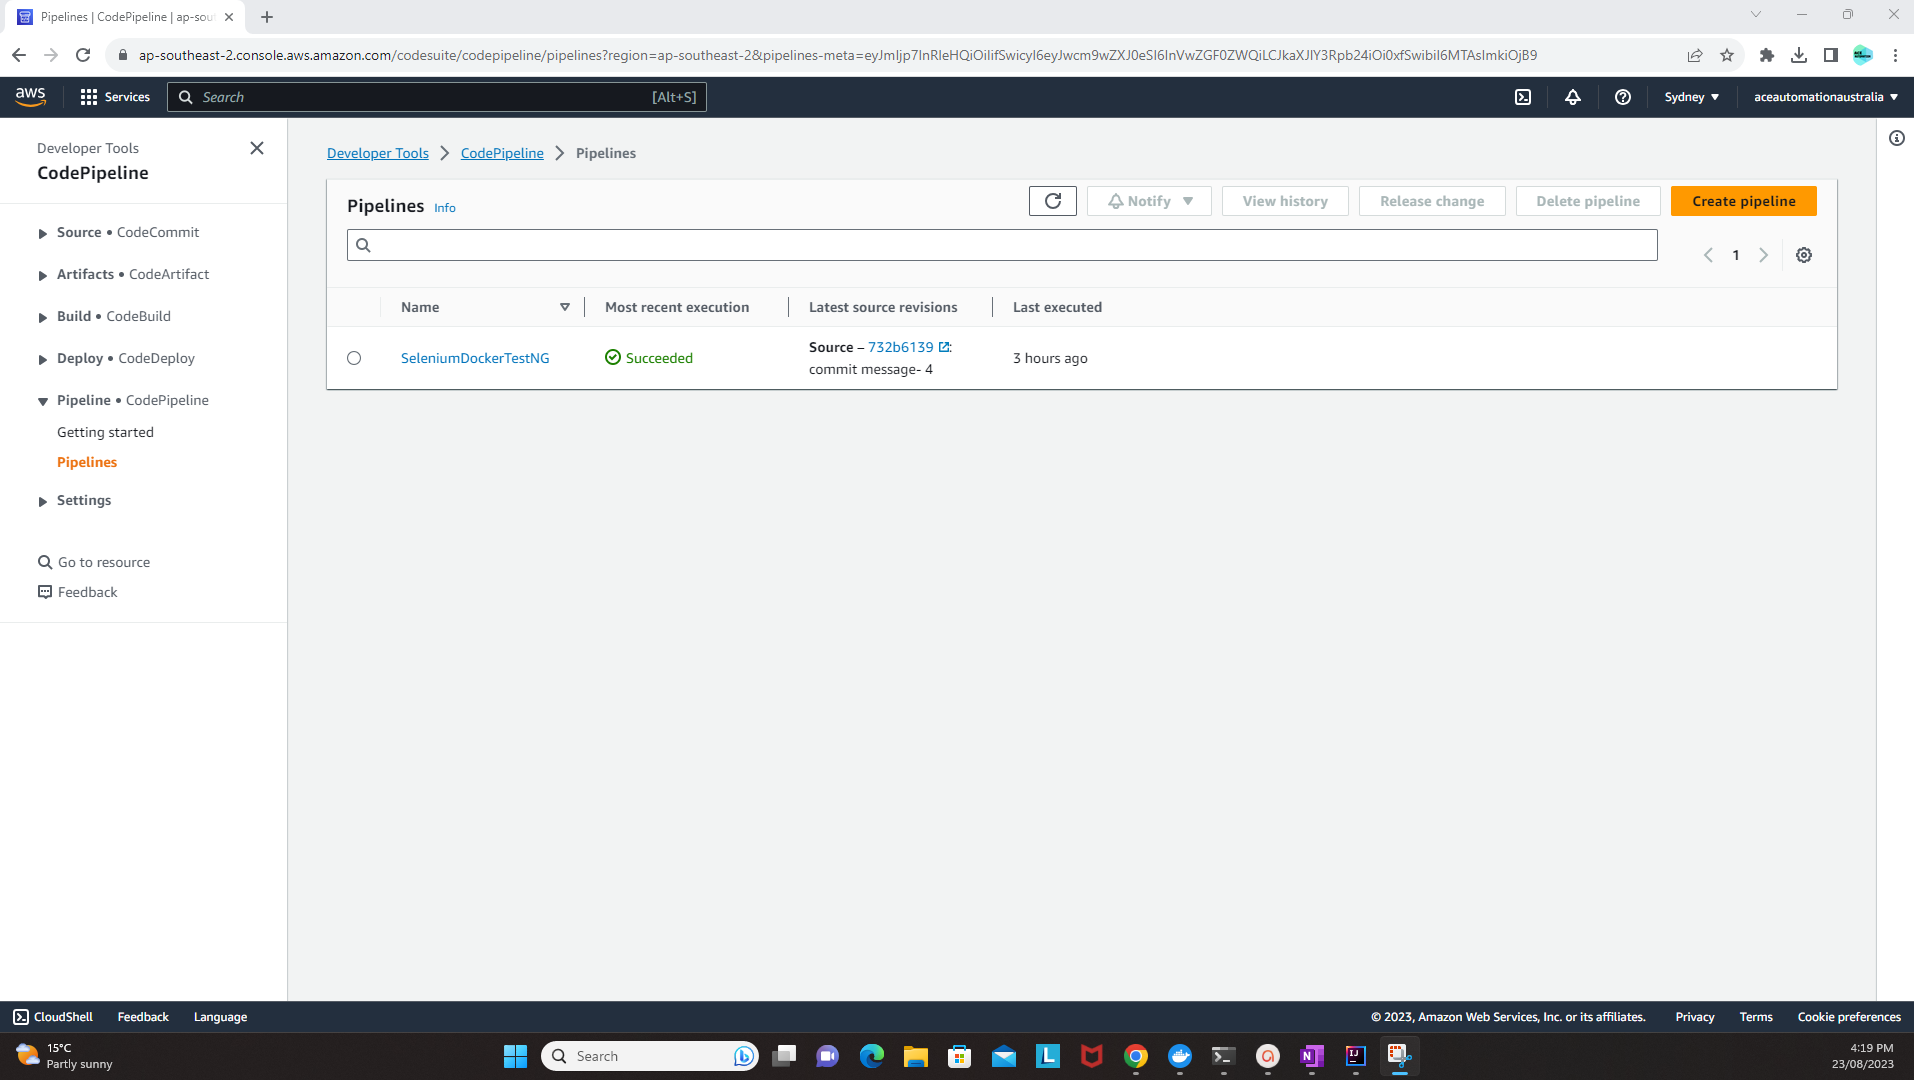 Pipelines | CodePipeline | ap-sou
ap-southeast-2.console.aws.amazon.com/codesuite/codepipeline/pipelines?region=ap-southeast-2&pipelines-meta=eyJmIjp7InRleHQiOiIifSwicyI6eyJwcm9wZXJ0eSI6InVwZGF0ZWQiLCJkaXJlY3Rpb24iOi0xfSwibiI6MTAsImkiOjB9
aws Services Search [Alt+S] Sydney aceautomationaustralia
Developer Tools
CodePipeline
Source • CodeCommit
Artifacts • CodeArtifact
Build • CodeBuild
Deploy • CodeDeploy
Pipeline • CodePipeline
Getting started
Pipelines
Settings
Go to resource
Feedback
Developer Tools CodePipeline Pipelines
Pipelines Info Notify View history Release change Delete pipeline Create pipeline
1
Name Most recent execution Latest source revisions Last executed
SeleniumDockerTestNG Succeeded Source – 732b6139 : 3 hours ago
commit message- 4
CloudShell Feedback Language © 2023, Amazon Web Services, Inc. or its affiliates. Privacy Terms Cookie preferences
15°C
Partly sunny
Search
4:19 PM
23/08/2023